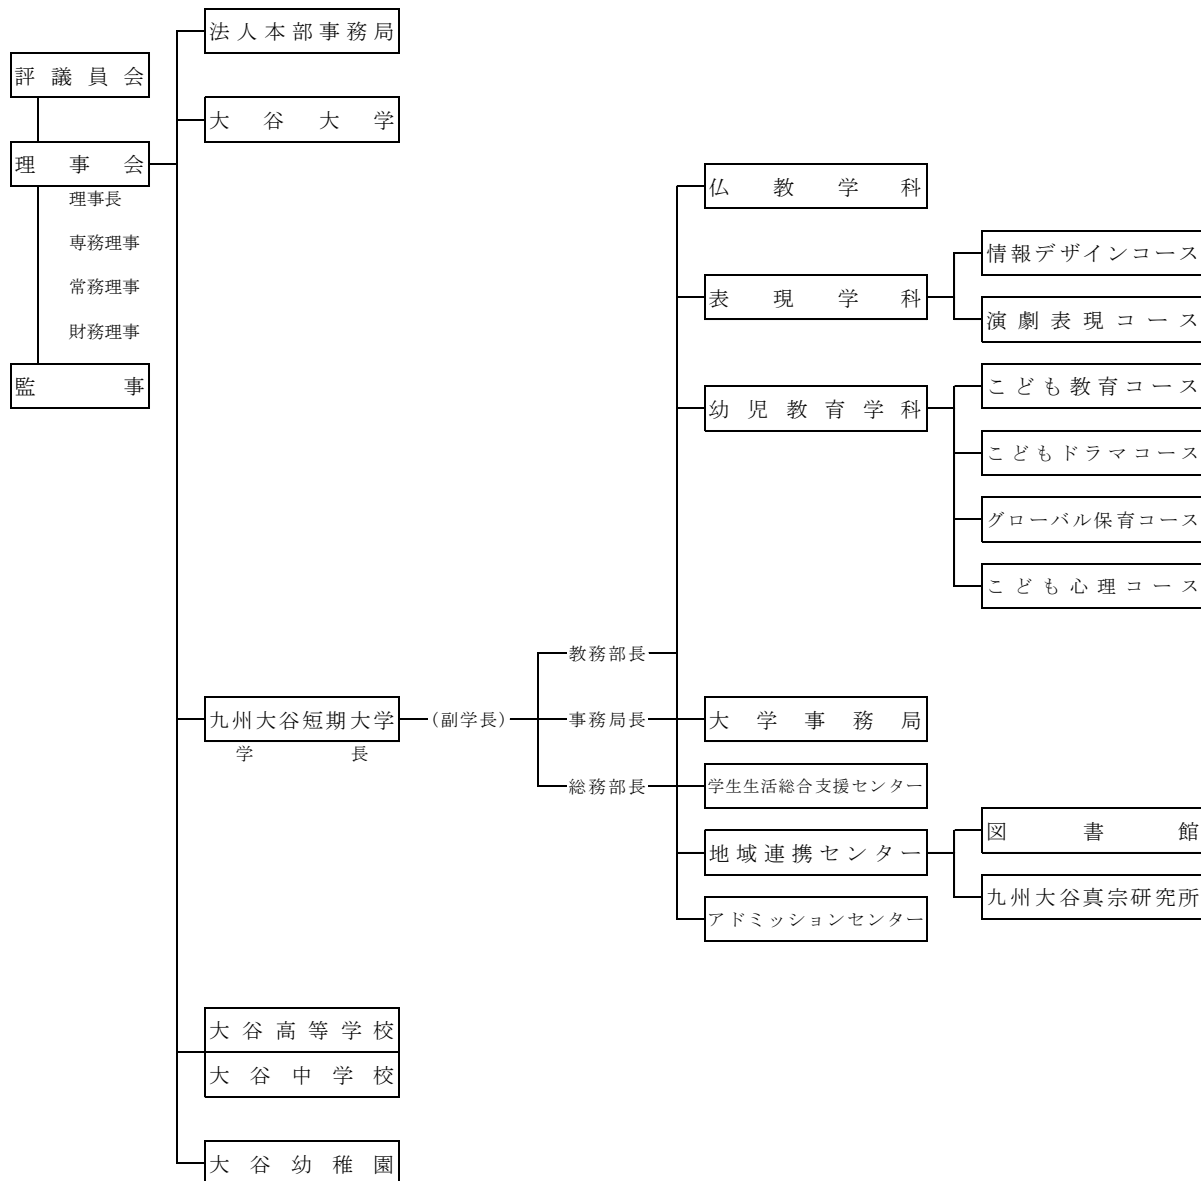 法人本部事務局
評議員会
大谷大学
理事会
理事長
専務理事
常務理事
財務理事
監事
仏教学科
表現学科
情報デザインコース
演劇表現コース
幼児教育学科
こども教育コース
こどもドラマコース
グローバル保育コース
こども心理コース
九州大谷短期大学
学長
(副学長)
教務部長
事務局長
総務部長
大学事務局
学生生活総合支援センター
地域連携センター
図書館
九州大谷真宗研究所
アドミッションセンター
大谷高等学校
大谷中学校
大谷幼稚園